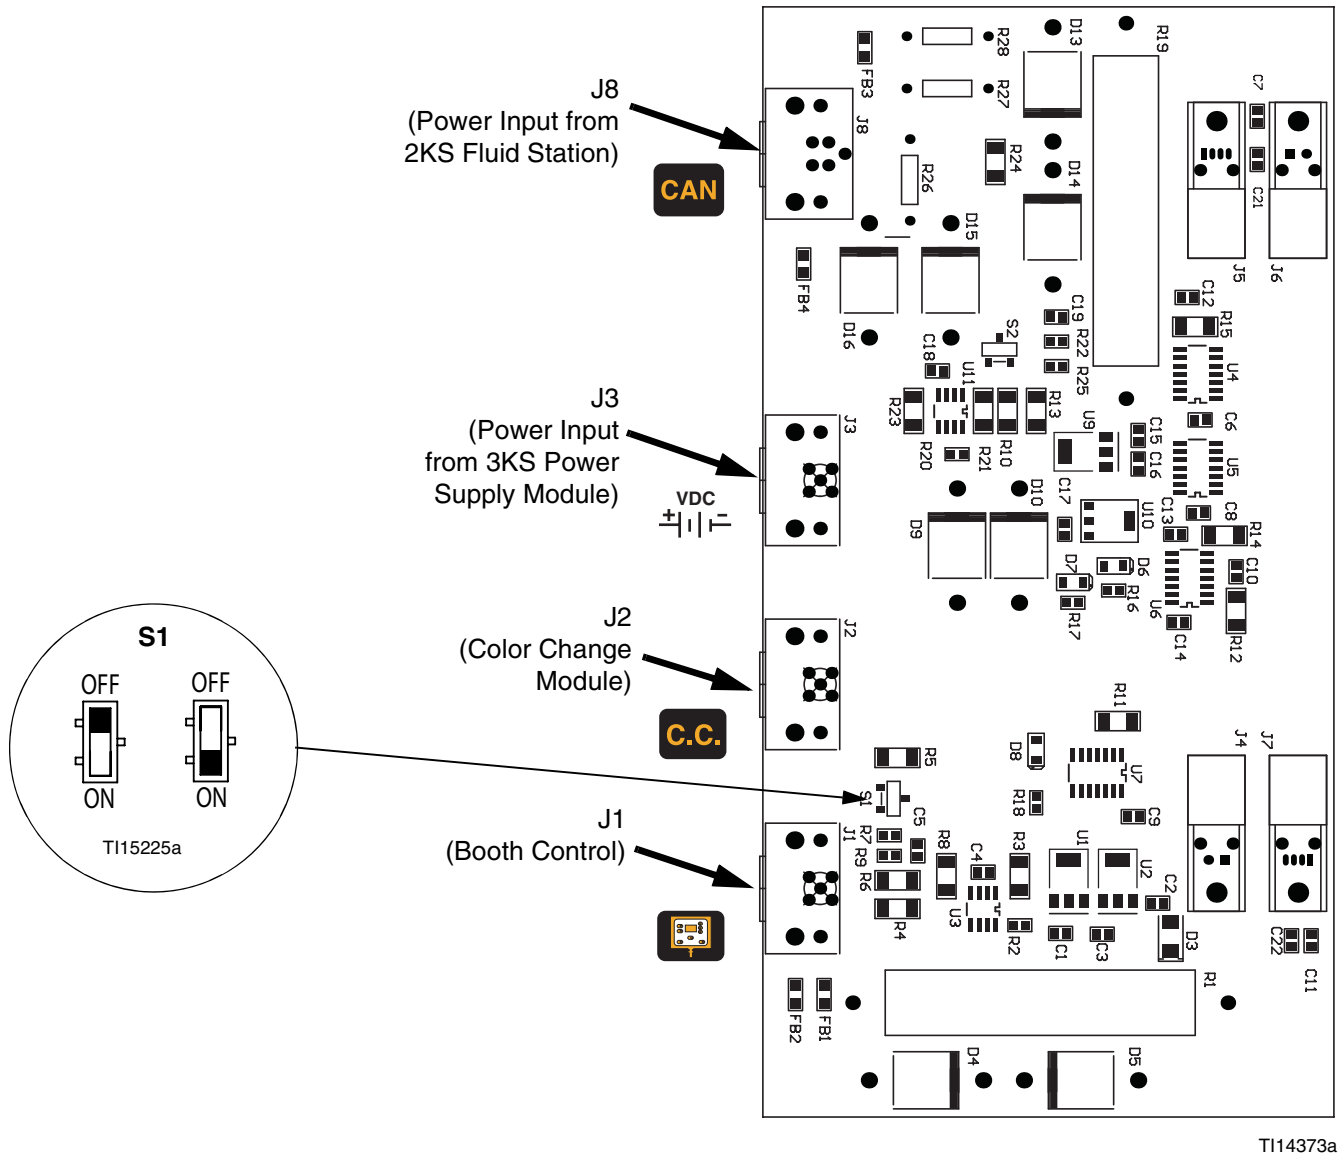 J8
(Power Input from
2KS Fluid Station)
CAN
J3
(Power Input
from 3KS Power
Supply Module)
VDC
+ -
J2
(Color Change
Module)
C.C.
J1
(Booth Control)
S1
OFF OFF
ON ON
TI15225a
FB3
R28
D13
R19
R27
J8
C7
R24
R26
D14
C21
D15
J5
J6
FB4
D16
C12
C19
R15
S2
R22
C18
R25
U4
U11
R23
R13
J3
U9
C15
C6
R20
R21
R10
C16
U5
C17
D10
D9
U10
C13
C8
R14
D7
D6
C10
R16
R17
U6
C14
R12
J2
R11
R5
D8
J4
J7
U7
S1
C5
R18
C9
J1
R7
R9
R8
C4
R3
U1
U2
R6
C2
R4
U3
R2
C1
C3
D3
C22
C11
R1
FB2
FB1
D4
D5
TI14373a